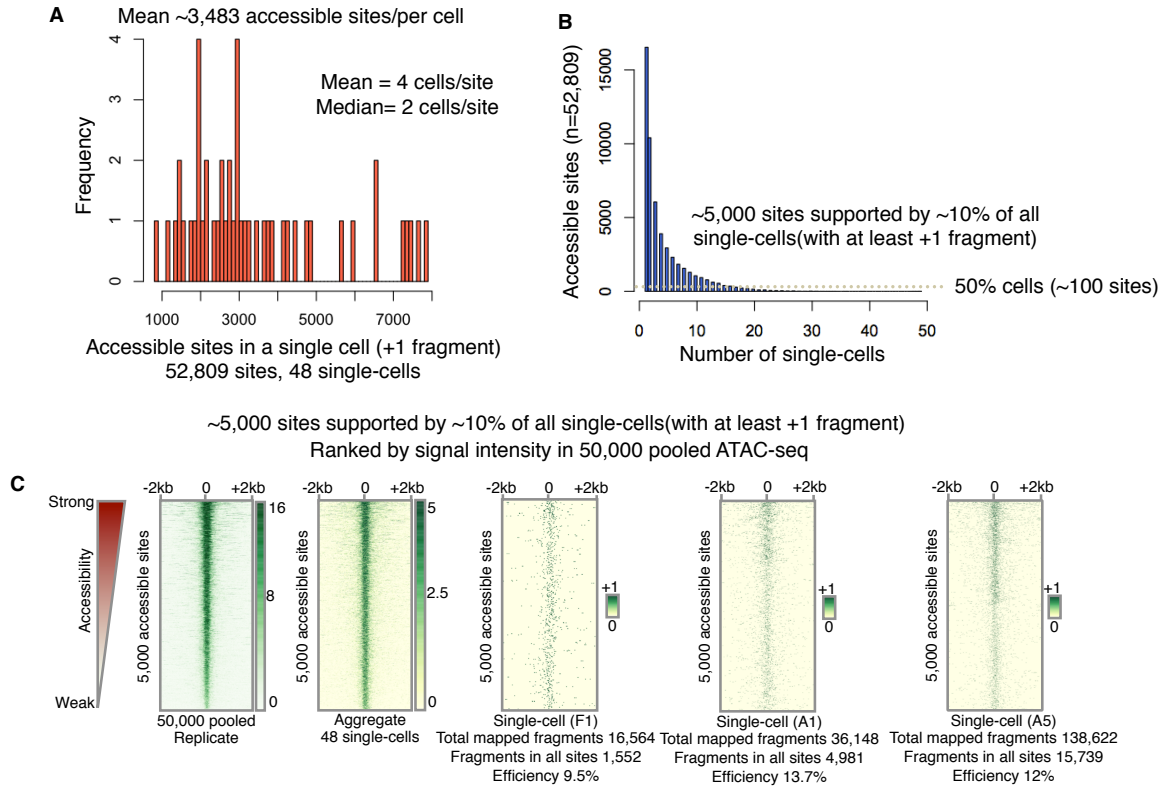 A
Mean ~3,483 accessible sites/per cell
Mean = 4 cells/site
Median= 2 cells/site
Frequency
4
3
2
1
0
1000 3000 5000 7000
Accessible sites in a single cell (+1 fragment)
52,809 sites, 48 single-cells
B
Accessible sites (n=52,809)
15000
10000
5000
0
~5,000 sites supported by ~10% of all
single-cells(with at least +1 fragment)
50% cells (~100 sites)
0 10 20 30 40 50
Number of single-cells
~5,000 sites supported by ~10% of all single-cells(with at least +1 fragment)
Ranked by signal intensity in 50,000 pooled ATAC-seq
C
Strong
Accessibility
Weak
-2kb 0 +2kb
5,000 accessible sites
16
8
0
50,000 pooled
Replicate
-2kb 0 +2kb
5,000 accessible sites
5
2.5
0
Aggregate
48 single-cells
-2kb 0 +2kb
5,000 accessible sites
+1
0
Single-cell (F1)
Total mapped fragments 16,564
Fragments in all sites 1,552
Efficiency 9.5%
-2kb 0 +2kb
5,000 accessible sites
+1
0
Single-cell (A1)
Total mapped fragments 36,148
Fragments in all sites 4,981
Efficiency 13.7%
-2kb 0 +2kb
5,000 accessible sites
+1
0
Single-cell (A5)
Total mapped fragments 138,622
Fragments in all sites 15,739
Efficiency 12%